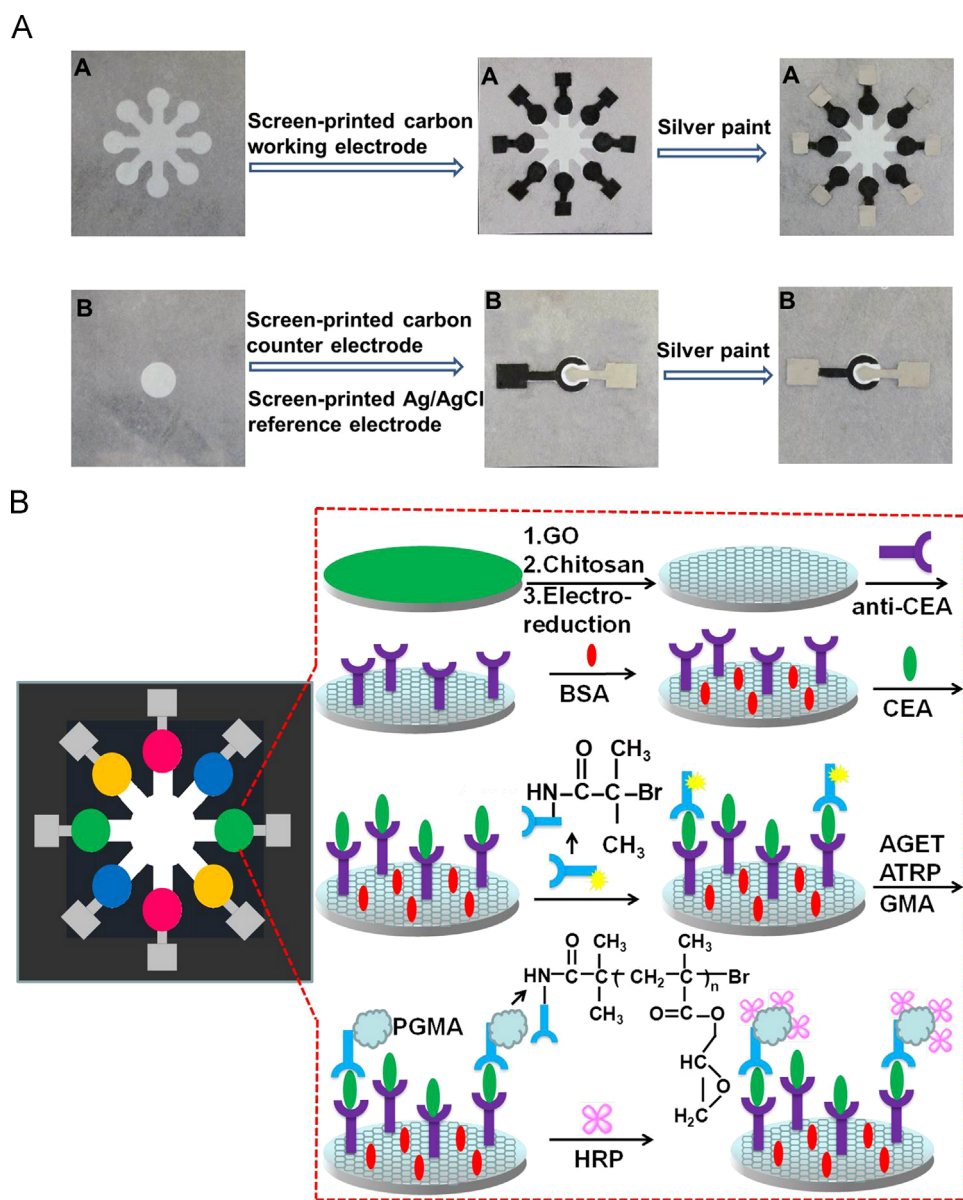 A
A
Screen-printed carbon
working electrode
A
Silver paint
A
B
Screen-printed carbon
counter electrode
Screen-printed Ag/AgCl
reference electrode
B
Silver paint
B
B
1.GO
2.Chitosan
3.Electro-
reduction
anti-CEA
BSA
CEA
O
CH3
HN
C
C
Br
CH3
AGET
ATRP
GMA
O
CH3
CH3
HN
C
C
( CH2
C
)n
Br
CH3
O=C
O
PGMA
HC
O
H2C
HRP